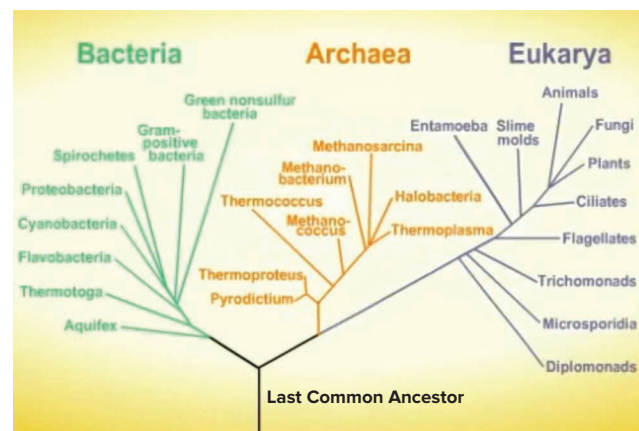 Bacteria
Archaea
Eukarya
Green nonsulfur
bacteria
Gram-
positive
bacteria
Spirochetes
Proteobacteria
Cyanobacteria
Flavobacteria
Thermotoga
Aquifex
Methanosarcina
Methano-
bacterium
Halobacteria
Thermococcus
Methano-
coccus
Thermoplasma
Thermoproteus
Pyrodictium
Animals
Entamoeba
Slime
molds
Fungi
Plants
Ciliates
Flagellates
Trichomonads
Microsporidia
Diplomonads
Last Common Ancestor